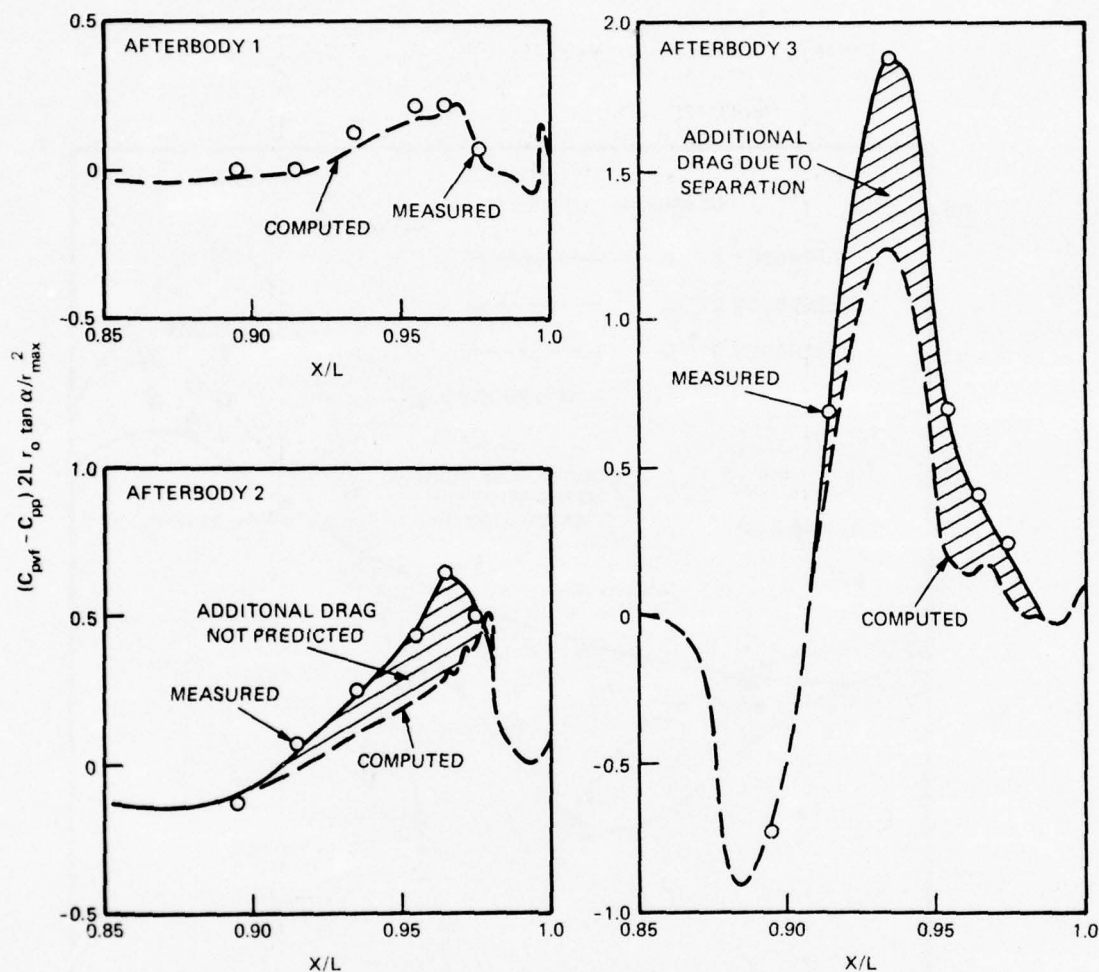 0.5
AFTERBODY 1
0
COMPUTED
MEASURED
-0.5
0.85
0.90
0.95
1.0
X/L
(C_pvf - C_pp) 2L r_o tan α/r_max^2
1.0
AFTERBODY 2
0.5
ADDITONAL DRAG
NOT PREDICTED
MEASURED
COMPUTED
0
-0.5
0.85
0.90
0.95
1.0
X/L
2.0
AFTERBODY 3
ADDITIONAL
DRAG DUE TO
SEPARATION
1.5
1.0
MEASURED
0.5
COMPUTED
0
-0.5
-1.0
0.85
0.90
0.95
1.0
X/L